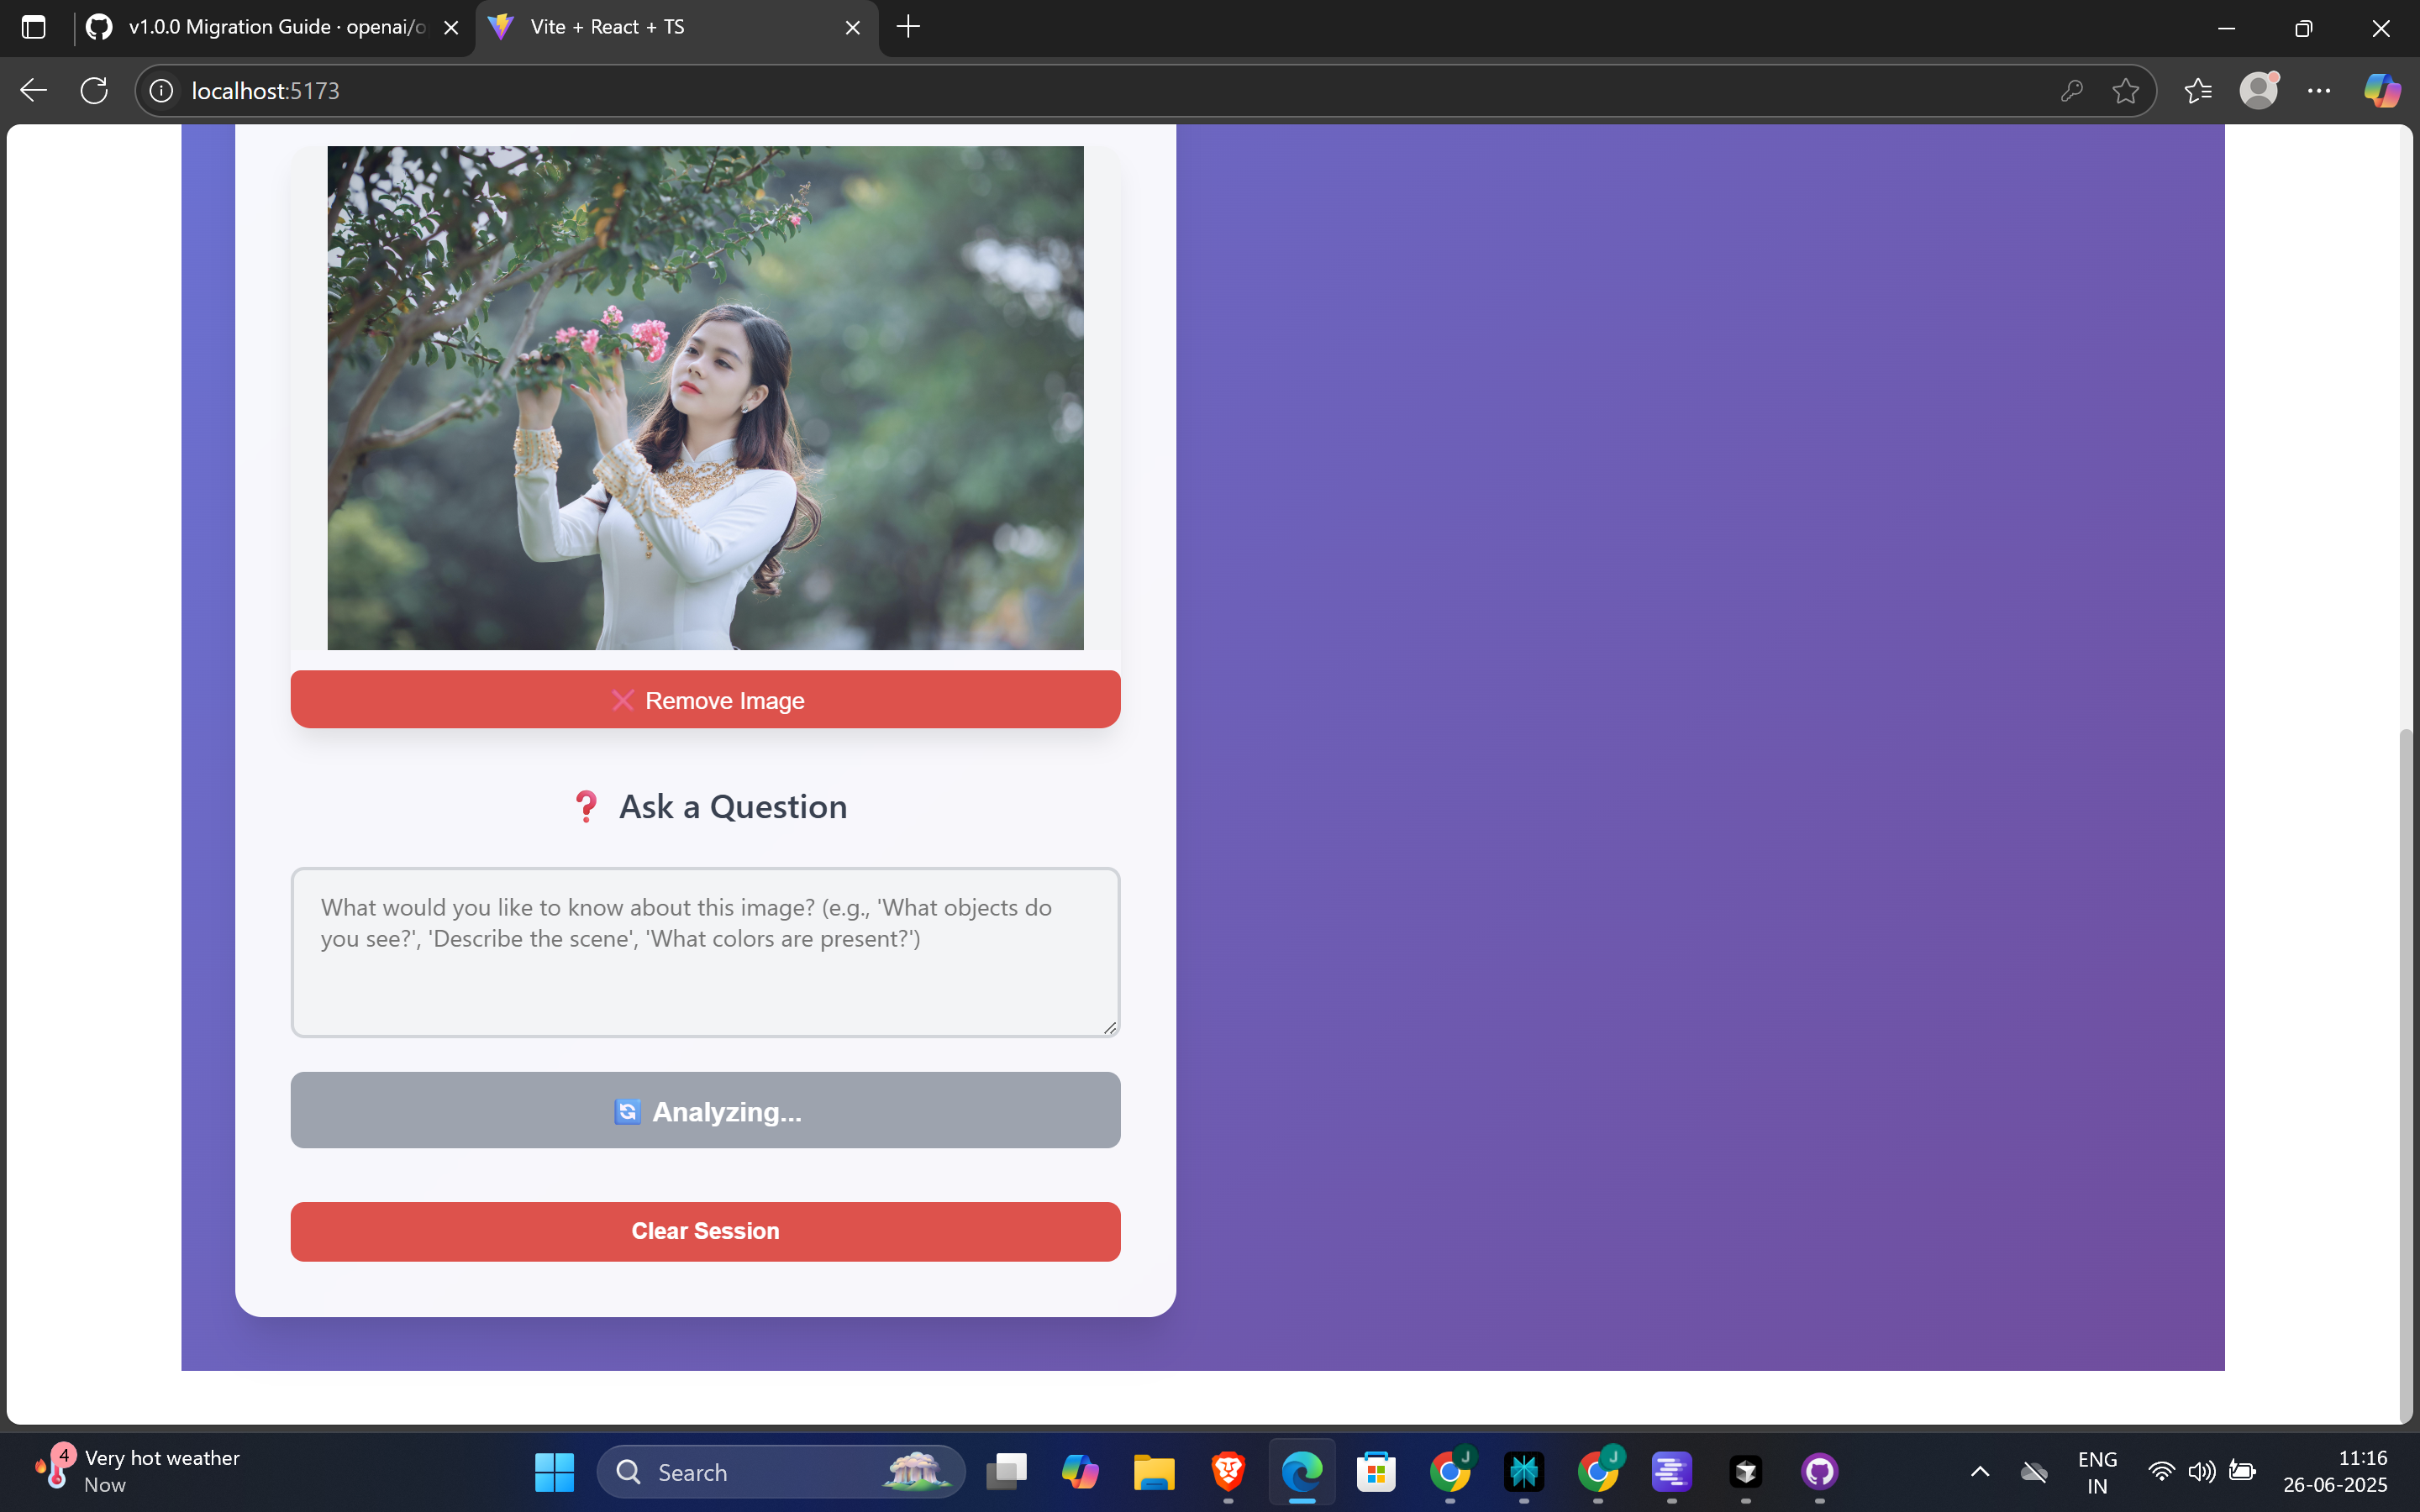 v1.0.0 Migration Guide · openai/o
Vite + React + TS
localhost:5173
Remove Image
Ask a Question
What would you like to know about this image? (e.g., 'What objects do
you see?', 'Describe the scene', 'What colors are present?')
Analyzing...
Clear Session
4
Very hot weather
Now
Search
J
J
ENG
IN
11:16
26-06-2025